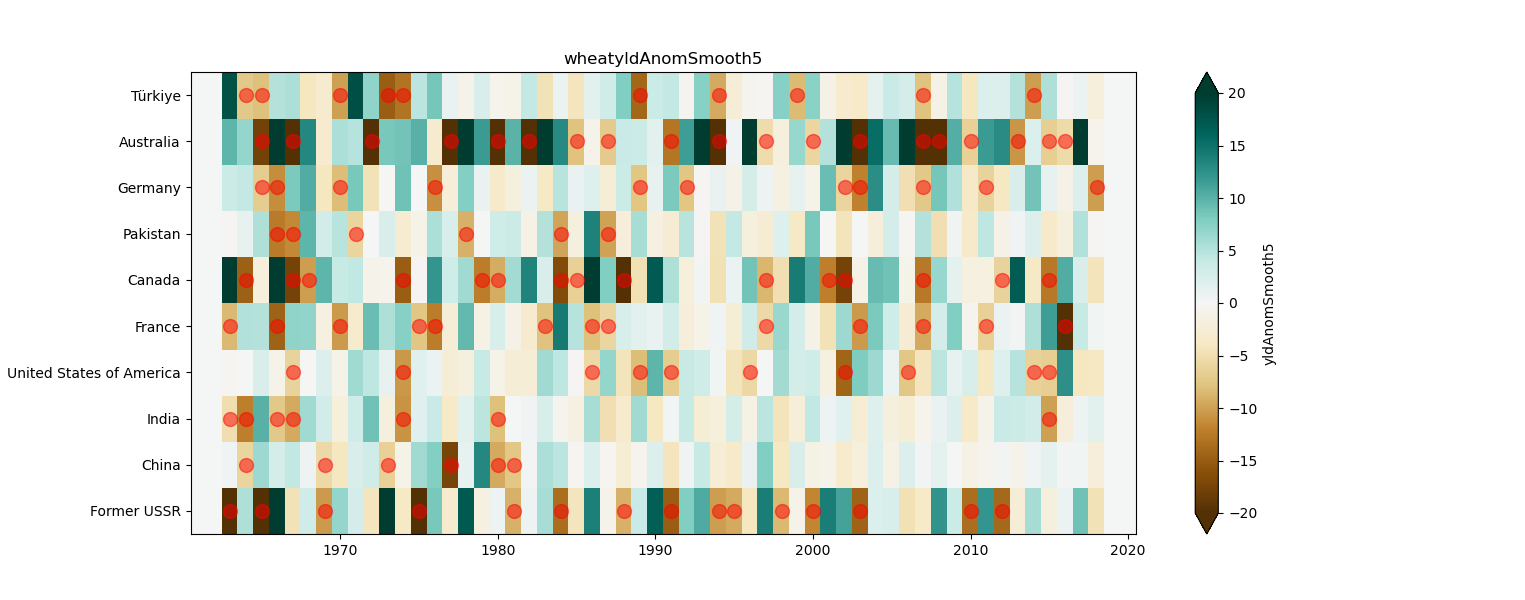 wheatyldAnomSmooth5
Türkiye
Australia
Germany
Pakistan
Canada
France
United States of America
India
China
Former USSR
1970
1980
1990
2000
2010
2020
20
15
10
5
0
−5
−10
−15
−20
yldAnomSmooth5